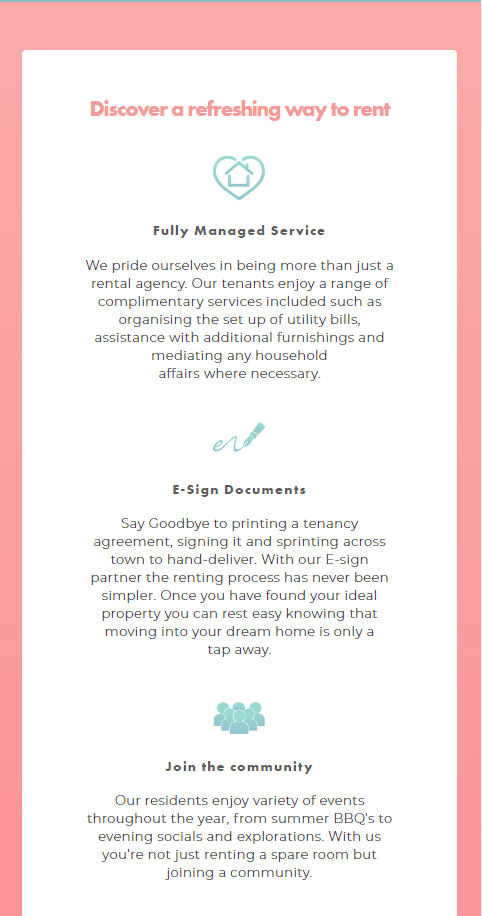 Discover a refreshing way to rent
Fully Managed Service
We pride ourselves in being more than just a
rental agency. Our tenants enjoy a range of
complimentary services included such as
organising the set up of utility bills,
assistance with additional furnishings and
mediating any household
affairs where necessary.
E-Sign Documents
Say Goodbye to printing a tenancy
agreement, signing it and sprinting across
town to hand-deliver. With our E-sign
partner the renting process has never been
simpler. Once you have found your ideal
property you can rest easy knowing that
moving into your dream home is only a
tap away.
Join the community
Our residents enjoy variety of events
throughout the year, from summer BBQ's to
evening socials and explorations. With us
you're not just renting a spare room but
joining a community.